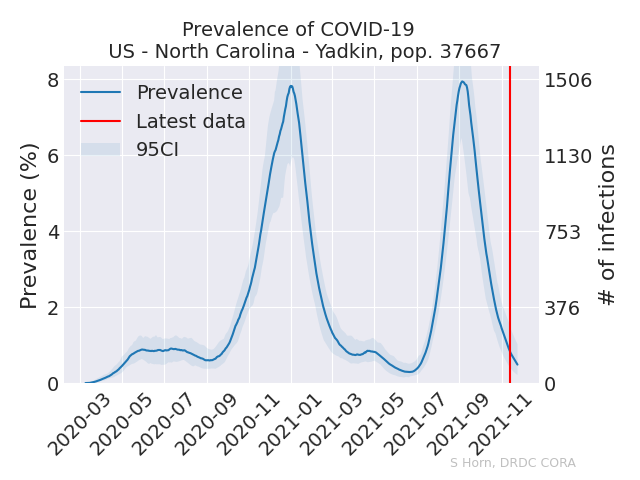 Prevalence of COVID-19
US - North Carolina - Yadkin, pop. 37667
Prevalence
Latest data
95CI
Prevalence (%)
8
6
4
2
0
1506
1130
753
376
0
# of infections
2020-03
2020-05
2020-07
2020-09
2020-11
2021-01
2021-03
2021-05
2021-07
2021-09
2021-11
S Horn, DRDC CORA